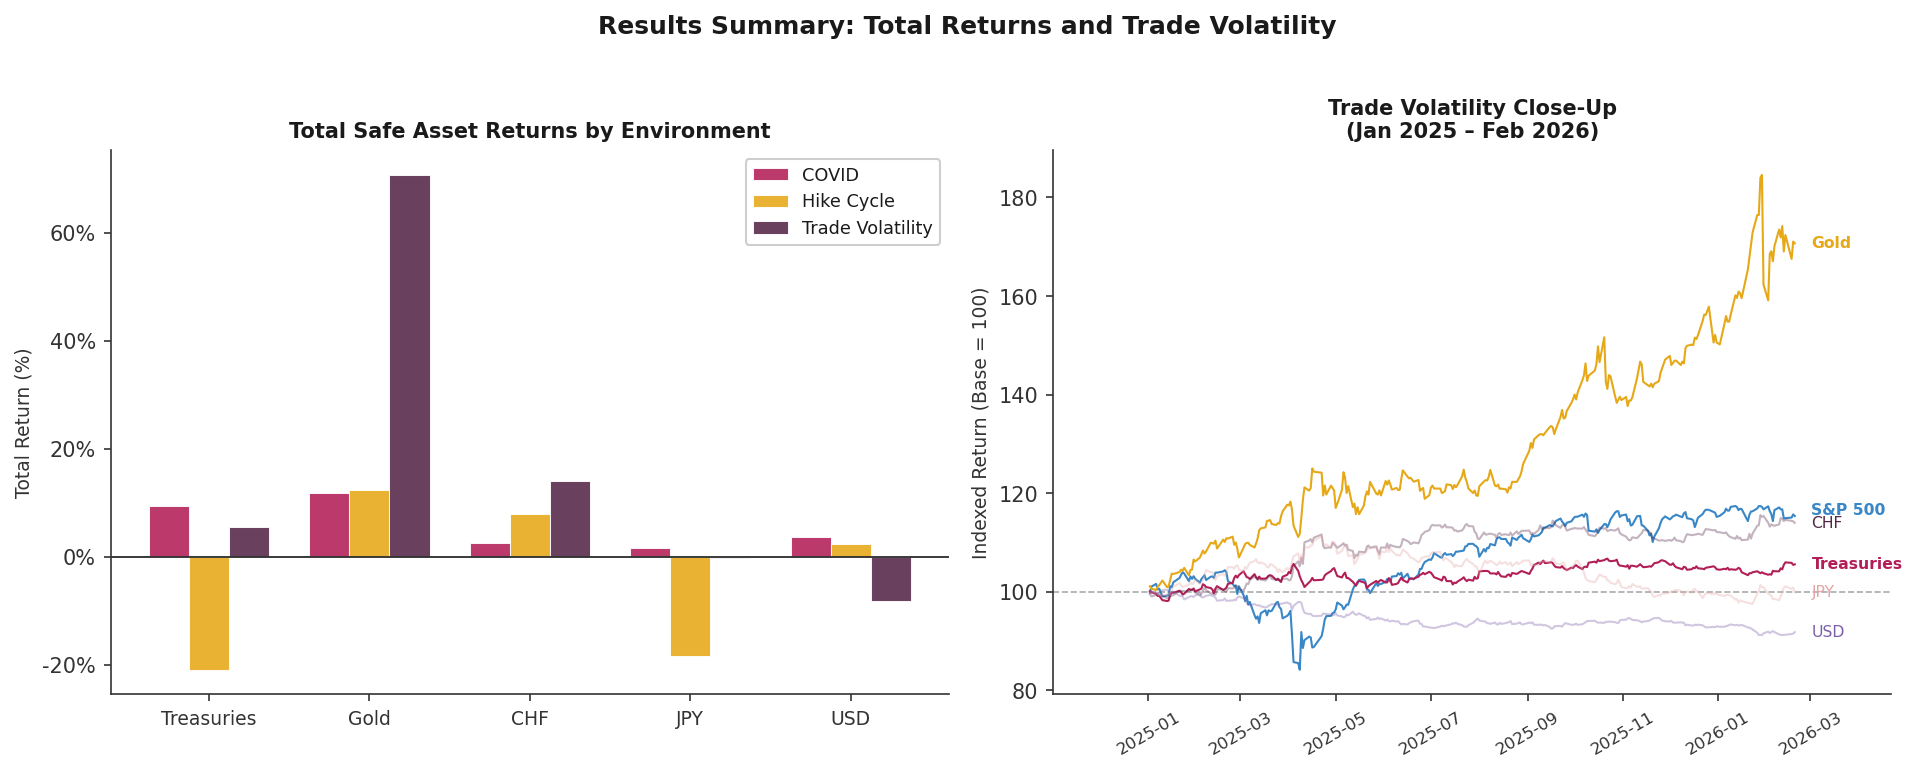 Results Summary: Total Returns and Trade Volatility
Total Safe Asset Returns by Environment
Total Return (%)
60%
40%
20%
0%
-20%
COVID
Hike Cycle
Trade Volatility
Treasuries
Gold
CHF
JPY
USD
Trade Volatility Close-Up
(Jan 2025 – Feb 2026)
Indexed Return (Base = 100)
180
160
140
120
100
80
Gold
S&P 500
CHF
Treasuries
JPY
USD
2025-01
2025-03
2025-05
2025-07
2025-09
2025-11
2026-01
2026-03